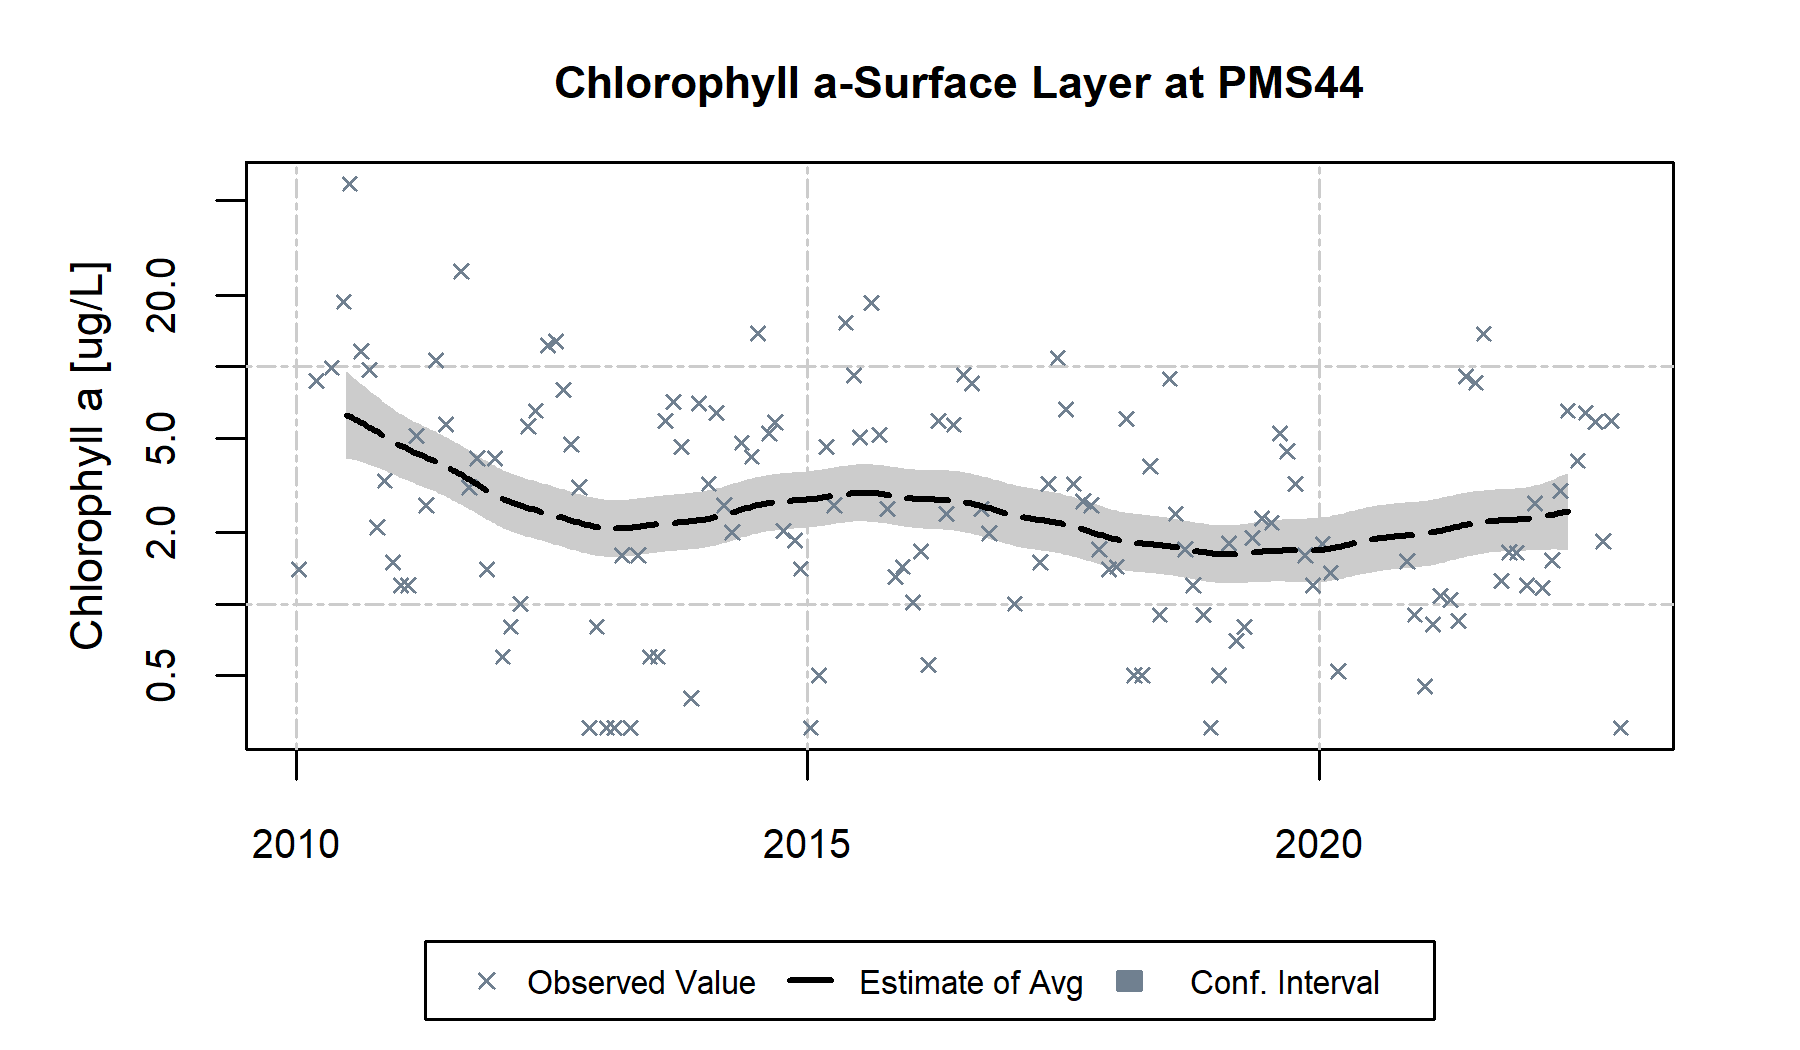 Chlorophyll a-Surface Layer at PMS44
Chlorophyll a [ug/L]
20.0
5.0
2.0
0.5
2010 2015 2020
Observed Value Estimate of Avg Conf. Interval